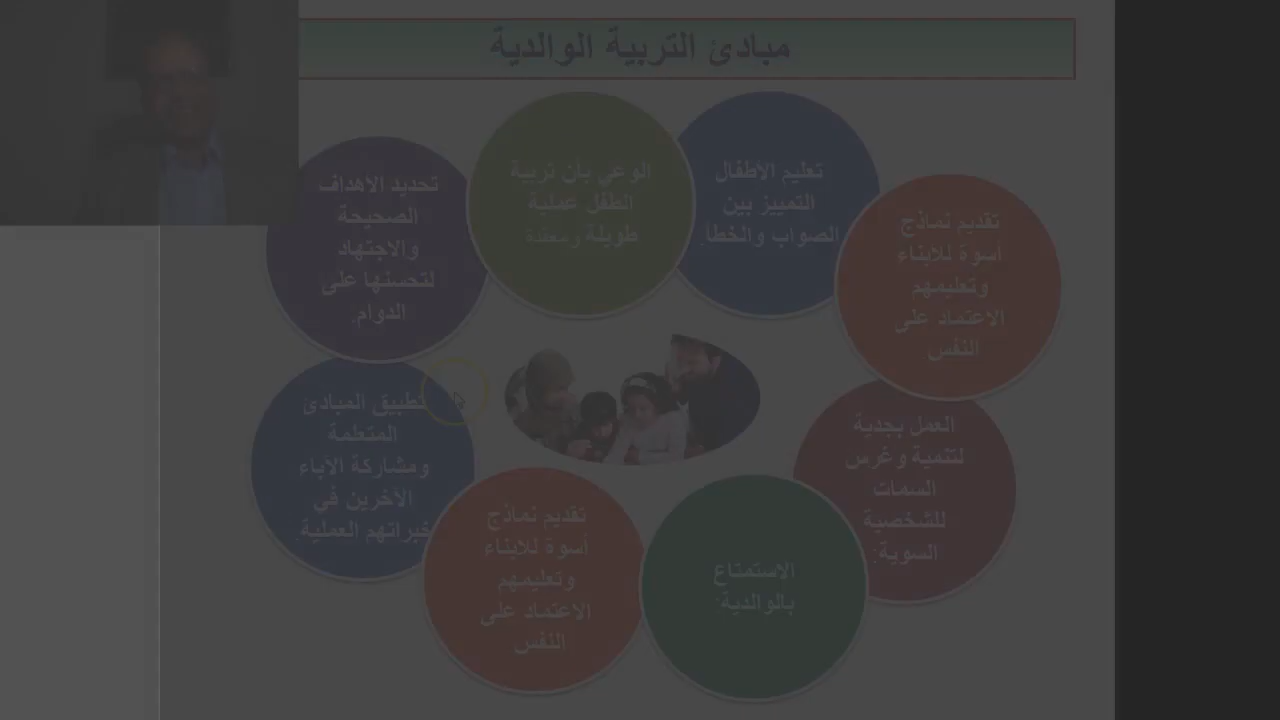 مبادئ التربية الوالدية
الوعي بأن تربية
الطفل عملية
طويلة ومعقدة
تعليم الأطفال
التمييز بين
الصواب والخطأ.
تقديم نماذج
أسوة للابناء
وتعليمهم
الاعتماد على
النفس
العمل بجدية
لتنمية وغرس
السمات
للشخصية
السوية:
الاستمتاع
بالوالدية:
تقديم نماذج
أسوة للابناء
وتعليمهم
الاعتماد على
النفس
تطبيق المبادئ
المتعلمة
ومشاركة الآباء
الآخرين في
خبراتهم العملية.
تحديد الاهداف
الصحيحة
والاجتهاد
لتحسنها على
الدوام.